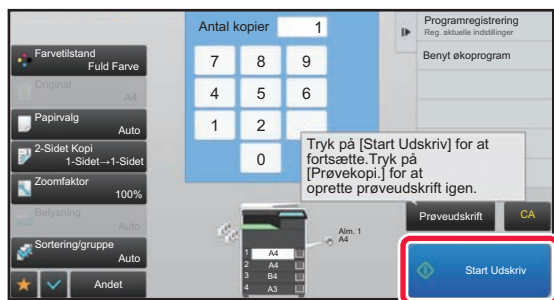 Antal kopier 1
Programregistrering
Reg. aktuelle indstillinger
Benyt økoprogram
Farvetilstand
Fuld Farve
Original
A4
Papirvalg
Auto
2-Sidet Kopi
1-Sidet→1-Sidet
Zoomfaktor
100%
Belysning
Auto
Sortering/gruppe
Auto
Andet
7 8 9
4 5 6
1 2
0
Tryk på [Start Udskriv] for at
fortsætte.Tryk på
[Prøvekopi.] for at
oprette prøveudskrift igen.
Alm. 1
A4
1 A4
2 A4
3 B4
4 A3
Prøveudskrift
CA
Start Udskriv